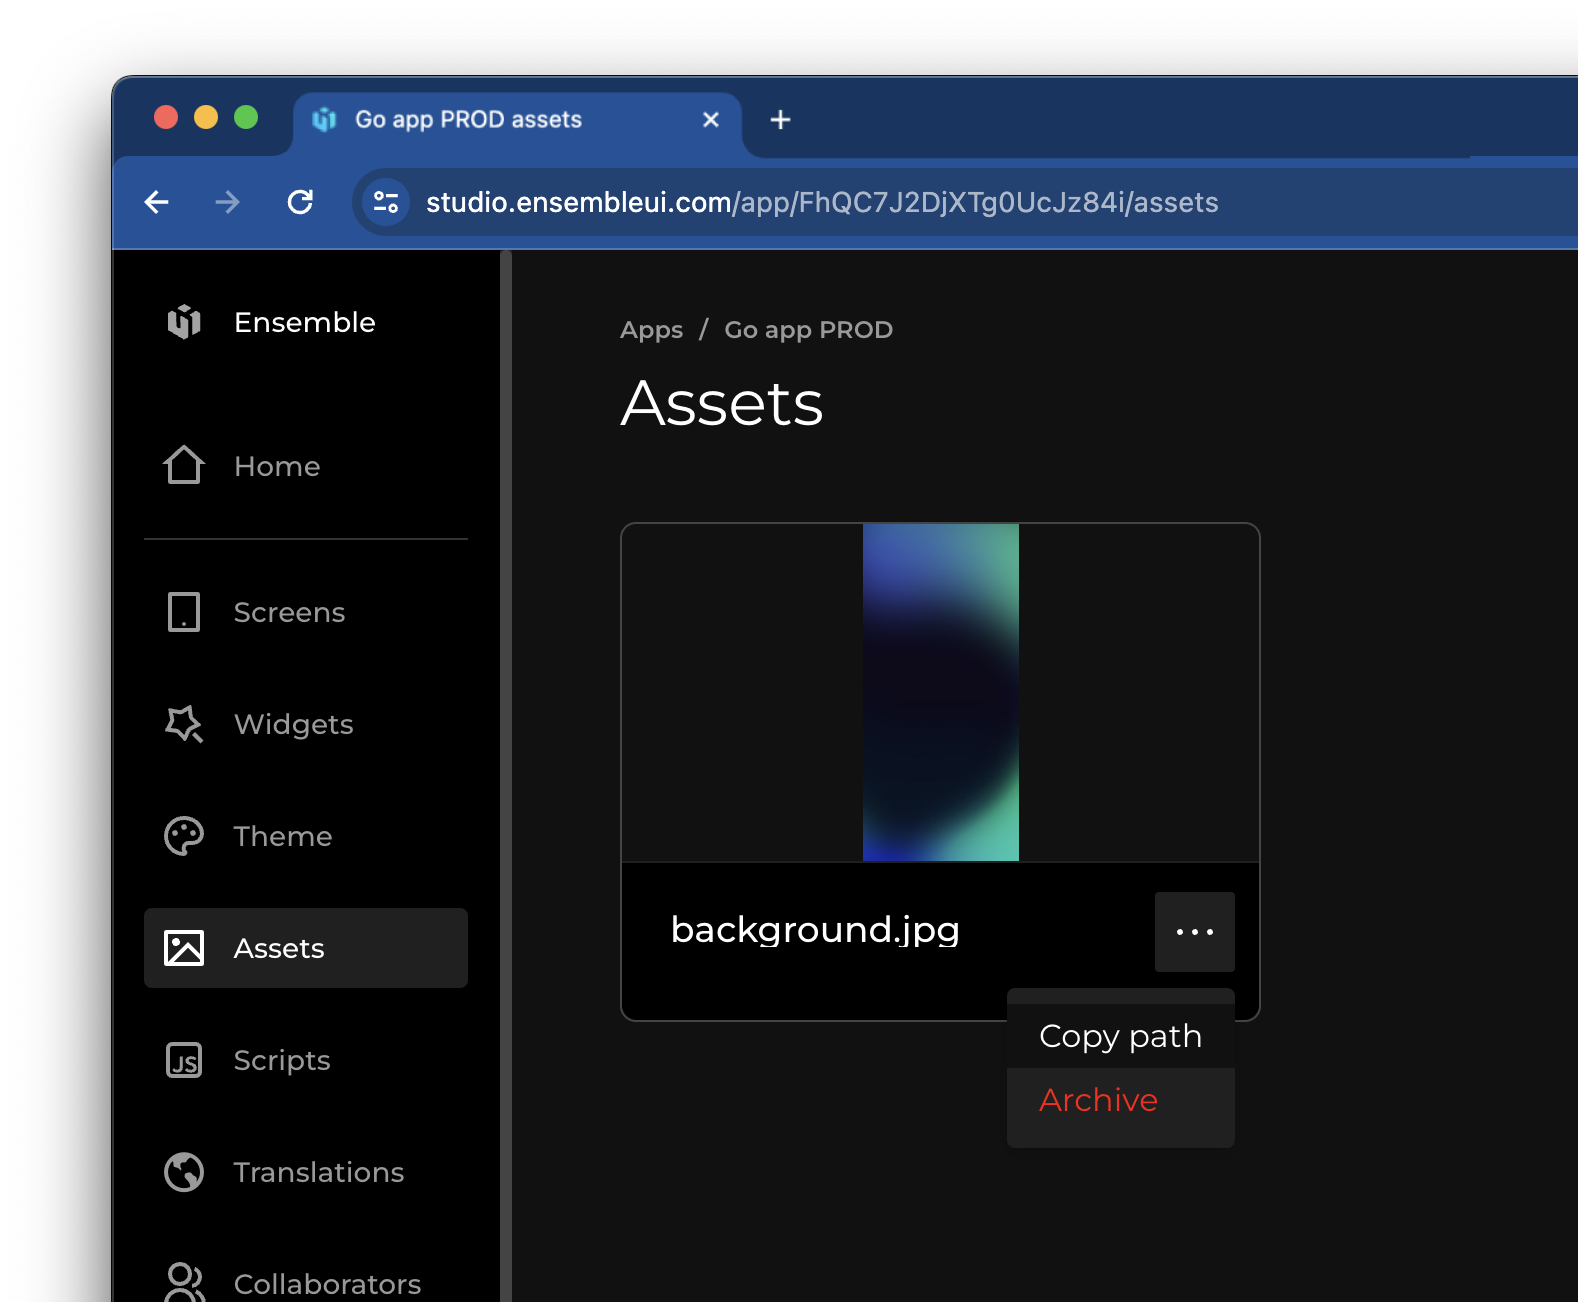 Go app PROD assets
studio.ensembleui.com/app/FhQC7J2DjXTg0UcJz84i/assets
Ensemble
Home
Screens
Widgets
Theme
Assets
JS Scripts
Translations
Collaborators
Apps / Go app PROD
Assets
background.jpg
Copy path
Archive